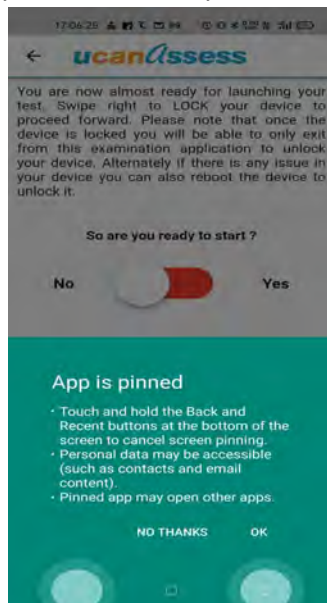 17:06:25
ucanassess
You are now almost ready for launching your
test. Swipe right to LOCK your device to
proceed forward. Please note that once the
device is locked you will be able to only exit
from this examination application to unlock
your device. Alternately if there is any issue in
your device you can also reboot the device to
unlock it.
So are you ready to start ?
No Yes
App is pinned
• Touch and hold the Back and
Recent buttons at the bottom of the
screen to cancel screen pinning.
• Personal data may be accessible
(such as contacts and email
content).
• Pinned app may open other apps.
NO THANKS OK